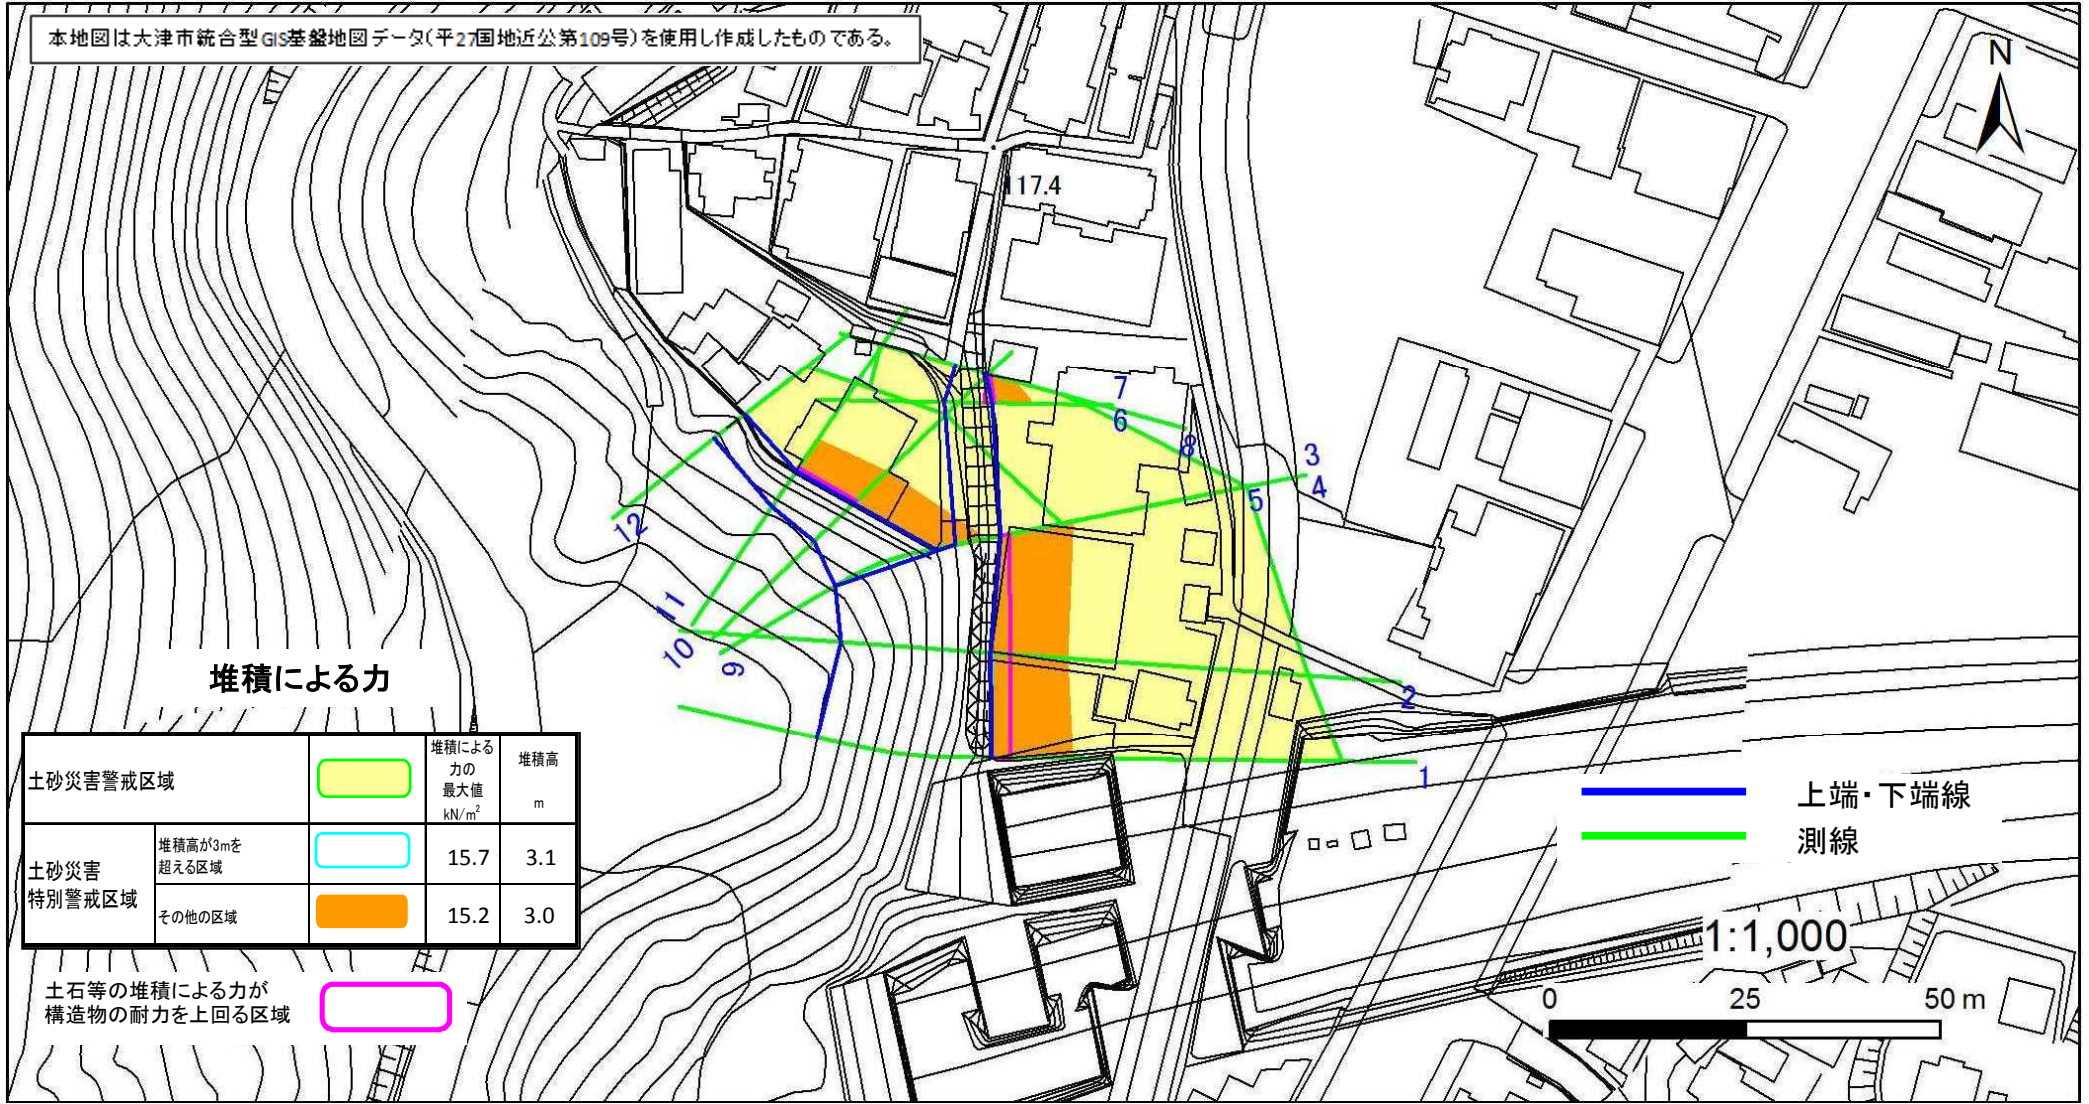 本地図は大津市統合型GIS基盤地図データ(平27国地近公第109号)を使用し作成したものである。
N
117.4
7
6
8
3
4
5
12
11
10
9
2
1
堆積による力
土砂災害警戒区域
堆積による
力の
最大値
kN/m²
堆積高
m
土砂災害
特別警戒区域
堆積高が3mを
超える区域
15.7
3.1
その他の区域
15.2
3.0
土石等の堆積による力が
構造物の耐力を上回る区域
上端・下端線
測線
1:1,000
0
25
50 m